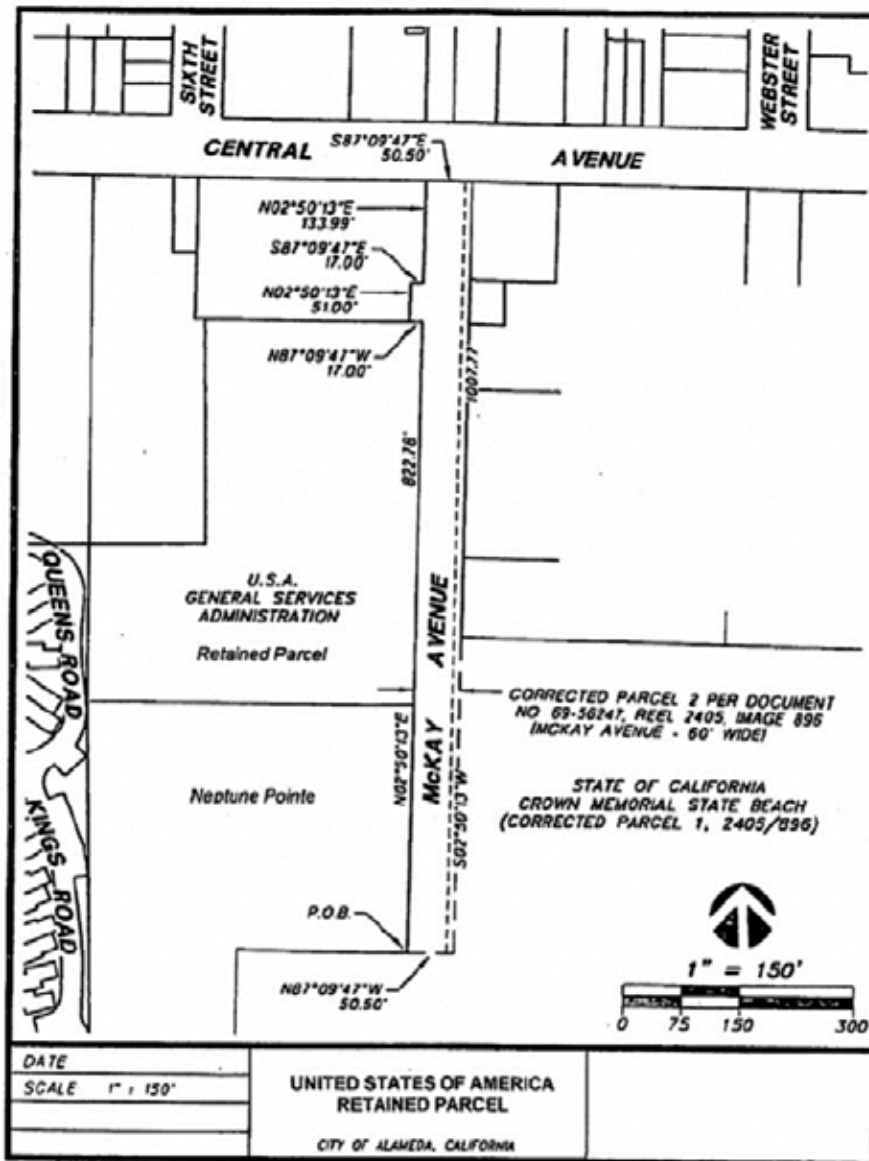 SIXTH
STREET
WEBSTER
STREET
CENTRAL AVENUE
S87°09'47"E
50.50'
N02°50'13"E
133.99'
S87°09'47"E
17.00'
N02°50'13"E
51.00'
N87°09'47"W
17.00'
1007.77
822.76'
QUEENS ROAD
U.S.A.
GENERAL SERVICES
ADMINISTRATION
Retained Parcel
McKAY AVENUE
CORRECTED PARCEL 2 PER DOCUMENT
NO 69-56247, REEL 2405, IMAGE 896
(MCKAY AVENUE - 60' WIDE)
N02°50'13"E
S02°50'13"W
Neptune Pointe
STATE OF CALIFORNIA
CROWN MEMORIAL STATE BEACH
(CORRECTED PARCEL 1, 2405/896)
KINGS ROAD
P.O.B.
N87°09'47"W
50.50'
1" = 150'
0 75 150 300
DATE
SCALE 1" = 150'
UNITED STATES OF AMERICA
RETAINED PARCEL
CITY OF ALAMEDA, CALIFORNIA